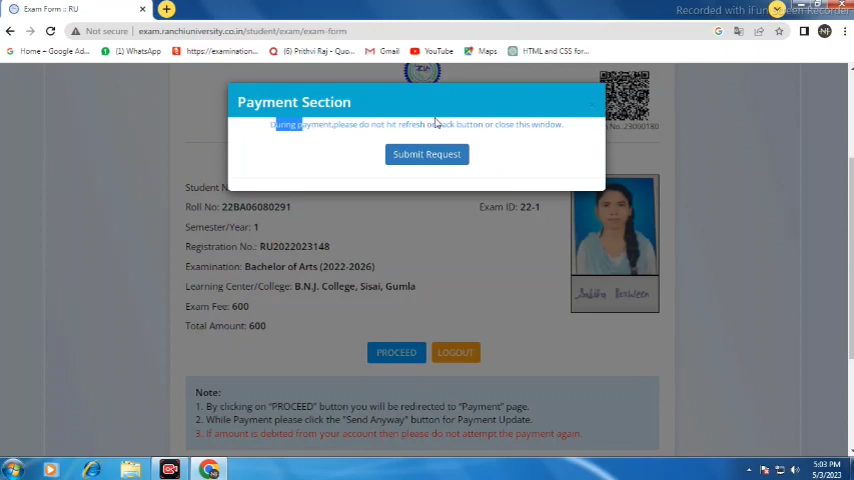 Exam Form :: RU
Recorded with iFun Screen Recorder
Not secure exam.ranchiuniversity.co.in/student/exam/exam-form
Home – Google Ad... (1) WhatsApp https://examination... (6) Prithvi Raj - Quo... Gmail YouTube Maps HTML and CSS for...
Payment Section
During payment,please do not hit refresh or back button or close this window.
Submit Request
No.:23000180
Student N
Roll No: 22BA06080291 Exam ID: 22-1
Semester/Year: 1
Registration No.: RU2022023148
Examination: Bachelor of Arts (2022-2026)
Learning Center/College: B.N.J. College, Sisai, Gumla
Exam Fee: 600
Total Amount: 600
Sabiha Perween
PROCEED LOGOUT
Note:
1. By clicking on "PROCEED" button you will be redirected to "Payment" page.
2. While Payment please click the "Send Anyway" button for Payment Update.
3. If amount is debited from your account then please do not attempt the payment again.
5:03 PM
5/3/2023